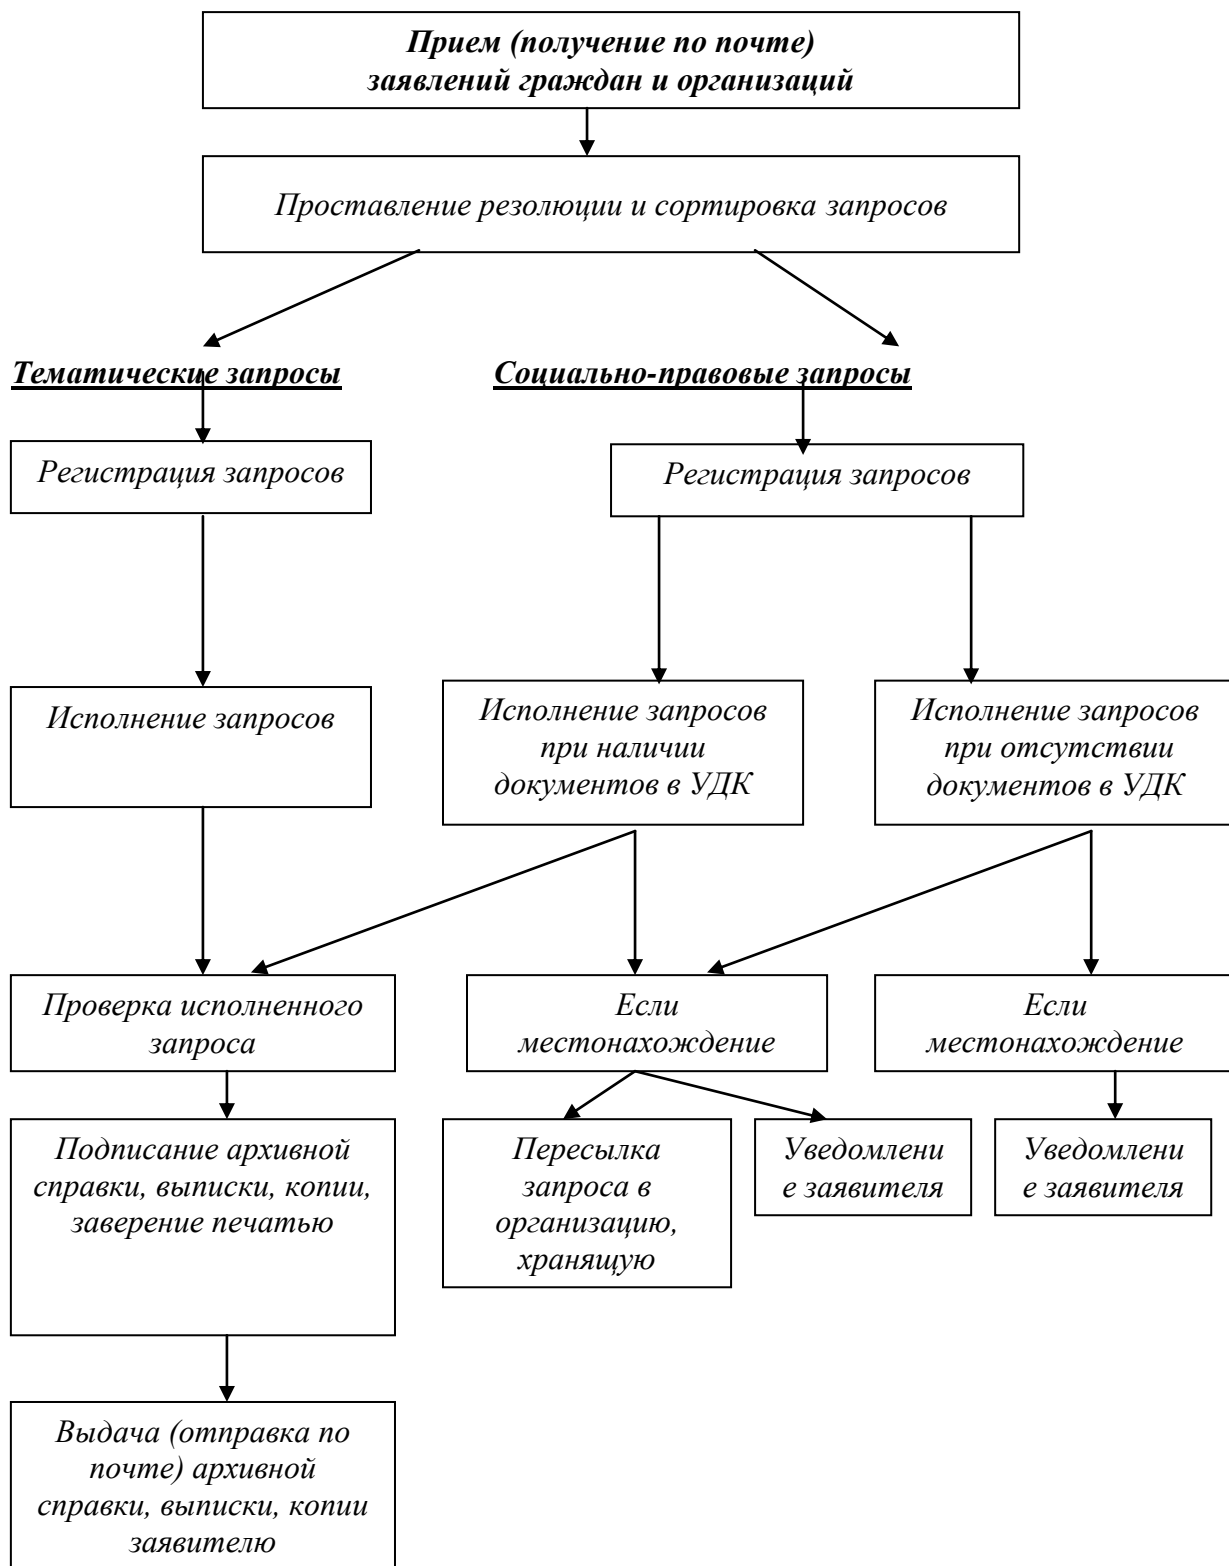 Прием (получение по почте)
заявлений граждан и организаций
Проставление резолюции и сортировка запросов
Тематические запросы
Социально-правовые запросы
Регистрация запросов
Регистрация запросов
Исполнение запросов
Исполнение запросов
при наличии
документов в УДК
Исполнение запросов
при отсутствии
документов в УДК
Проверка исполненного
запроса
Если
местонахождение
Если
местонахождение
Подписание архивной
справки, выписки, копии,
заверение печатью
Пересылка
запроса в
организацию,
хранящую
Уведомлени
е заявителя
Уведомлени
е заявителя
Выдача (отправка по
почте) архивной
справки, выписки, копии
заявителю